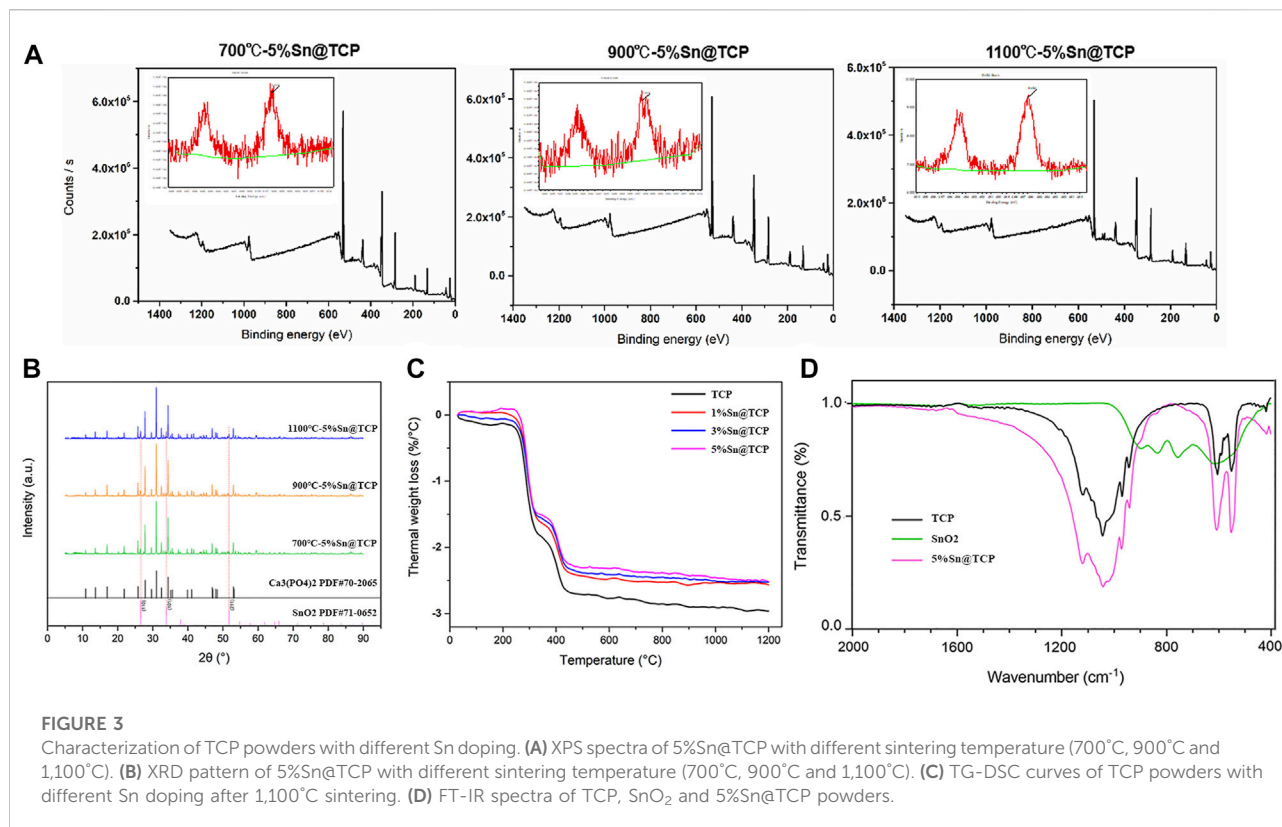 A
700℃-5%Sn@TCP
900℃-5%Sn@TCP
1100℃-5%Sn@TCP
Counts / s
6.0x10⁵
4.0x10⁵
2.0x10⁵
0.0
1400 1200 1000 800 600 400 200 0
Binding energy (eV)
6.0x10⁵
4.0x10⁵
2.0x10⁵
0.0
1400 1200 1000 800 600 400 200 0
Binding energy (eV)
6.0x10⁵
4.0x10⁵
2.0x10⁵
0.0
1400 1200 1000 800 600 400 200 0
Binding energy (eV)
B
Intensity (a.u.)
1100℃-5%Sn@TCP
900℃-5%Sn@TCP
700℃-5%Sn@TCP
Ca3(PO4)2 PDF#70-2065
(110) (101) (211)
SnO2 PDF#71-0652
0 10 20 30 40 50 60 70 80 90
2θ (°)
C
Thermal weight loss (%/°C)
TCP
1%Sn@TCP
3%Sn@TCP
5%Sn@TCP
0
-1
-2
-3
0 200 400 600 800 1000 1200
Temperature (°C)
D
Transmittance (%)
1.0
0.5
0.0
TCP
SnO2
5%Sn@TCP
2000 1600 1200 800 400
Wavenumber (cm⁻¹)
FIGURE 3
Characterization of TCP powders with different Sn doping. (A) XPS spectra of 5%Sn@TCP with different sintering temperature (700°C, 900°C and
1,100°C). (B) XRD pattern of 5%Sn@TCP with different sintering temperature (700°C, 900°C and 1,100°C). (C) TG-DSC curves of TCP powders with
different Sn doping after 1,100°C sintering. (D) FT-IR spectra of TCP, SnO₂ and 5%Sn@TCP powders.